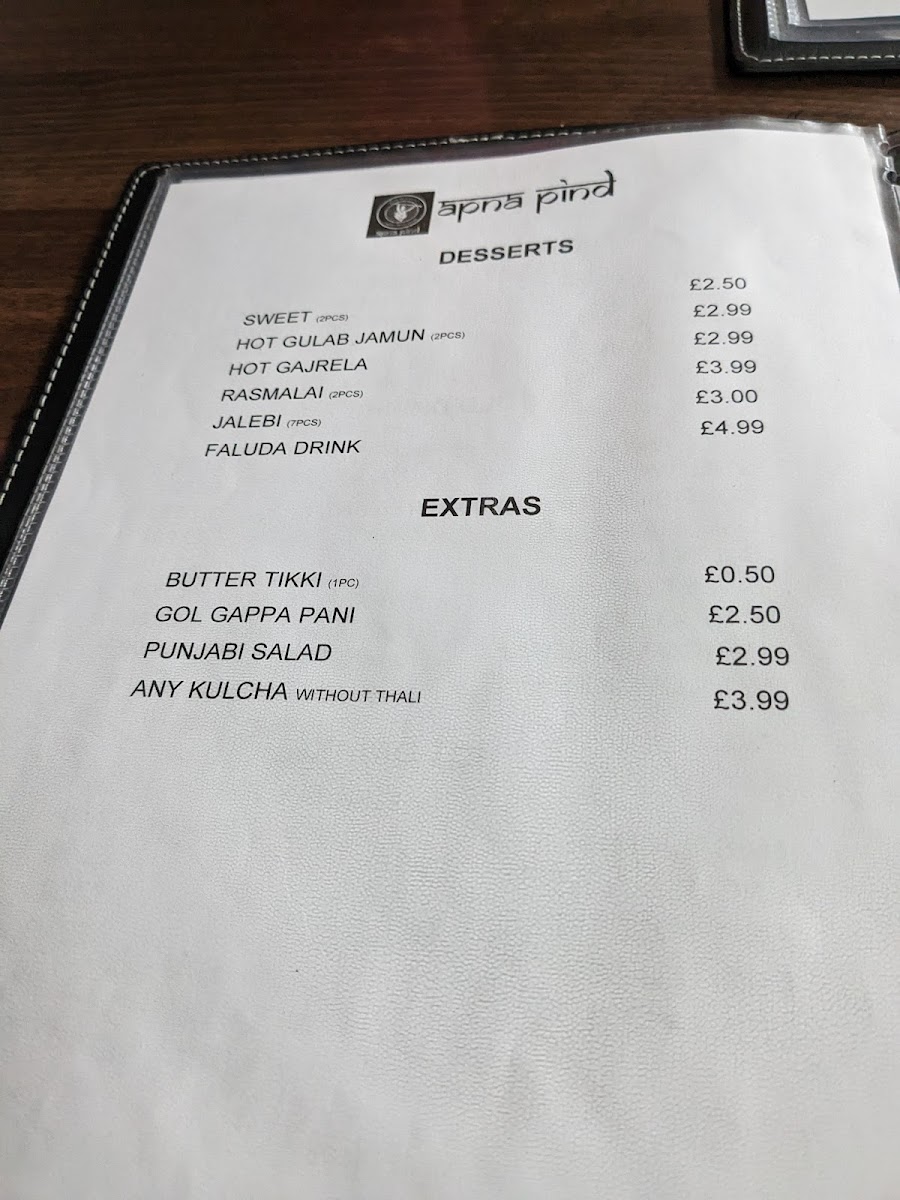 apna pind
DESSERTS
SWEET (2PCS) £2.50
HOT GULAB JAMUN (2PCS) £2.99
HOT GAJRELA £2.99
RASMALAI (2PCS) £3.99
JALEBI (7PCS) £3.00
FALUDA DRINK £4.99
EXTRAS
BUTTER TIKKI (1PC) £0.50
GOL GAPPA PANI £2.50
PUNJABI SALAD £2.99
ANY KULCHA WITHOUT THALI £3.99